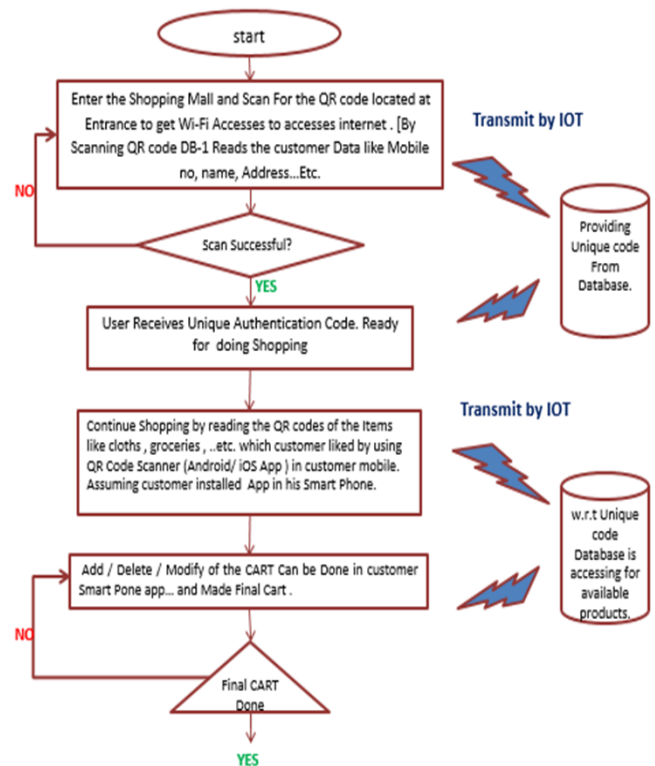 start
Enter the Shopping Mall and Scan For the QR code located at
Entrance to get Wi-Fi Accesses to accesses internet . [By
Scanning QR code DB-1 Reads the customer Data like Mobile
no, name, Address...Etc.
Transmit by IOT
NO
Providing
Unique code
From
Database.
Scan Successful?
YES
User Receives Unique Authentication Code. Ready
for doing Shopping
Transmit by IOT
Continue Shopping by reading the QR codes of the Items
like cloths , groceries , ..etc. which customer liked by using
QR Code Scanner (Android/ iOS App ) in customer mobile.
Assuming customer installed App in his Smart Phone.
w.r.t Unique
code
Database is
accessing for
available
products.
Add / Delete / Modify of the CART Can be Done in customer
Smart Pone app... and Made Final Cart .
NO
Final CART
Done
YES